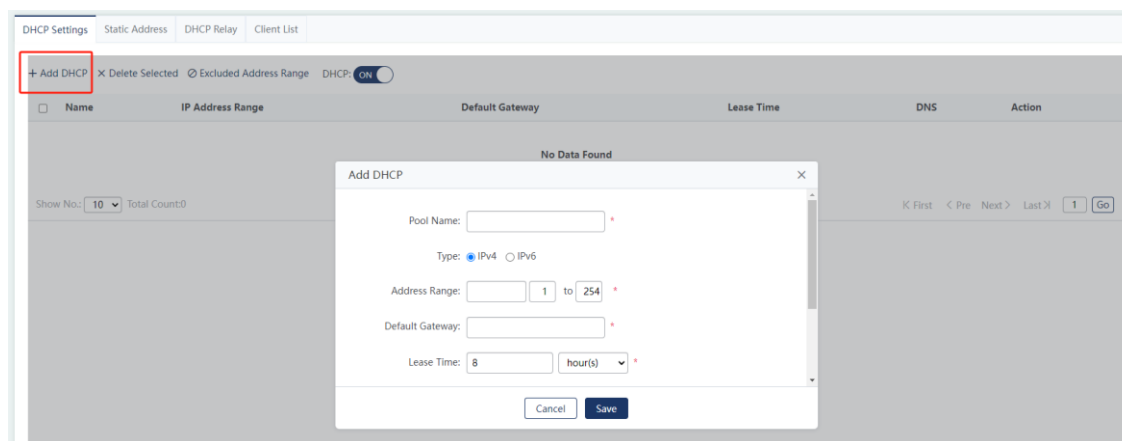 DHCP Settings Static Address DHCP Relay Client List
+ Add DHCP × Delete Selected Excluded Address Range DHCP: ON
Name IP Address Range Default Gateway Lease Time DNS Action
No Data Found
Show No.: 10 Total Count:0 First < Pre Next > Last 1 Go
Add DHCP ×
Pool Name: *
Type: IPv4 IPv6
Address Range: 1 to 254 *
Default Gateway: *
Lease Time: 8 hour(s) *
Cancel Save